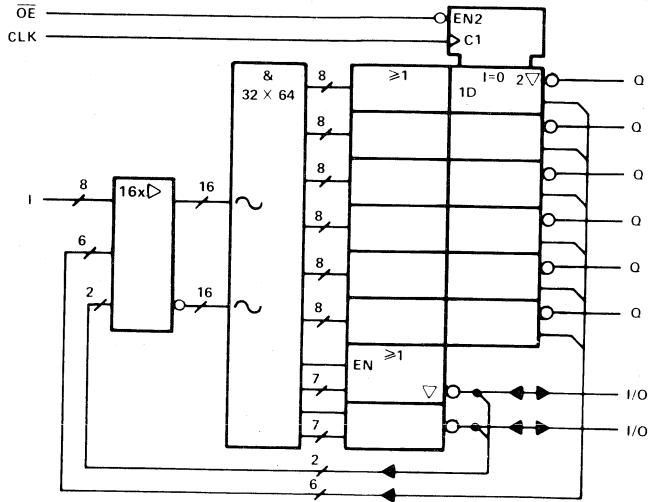 OE
EN2
CLK
C1
&
32 × 64
8
≥1
I=0
2▽
1D
Q
8
Q
8
Q
8
16x▷
16
I
8
Q
6
8
Q
2
16
8
Q
≥1
EN
7
▽
I/O
7
I/O
2
6